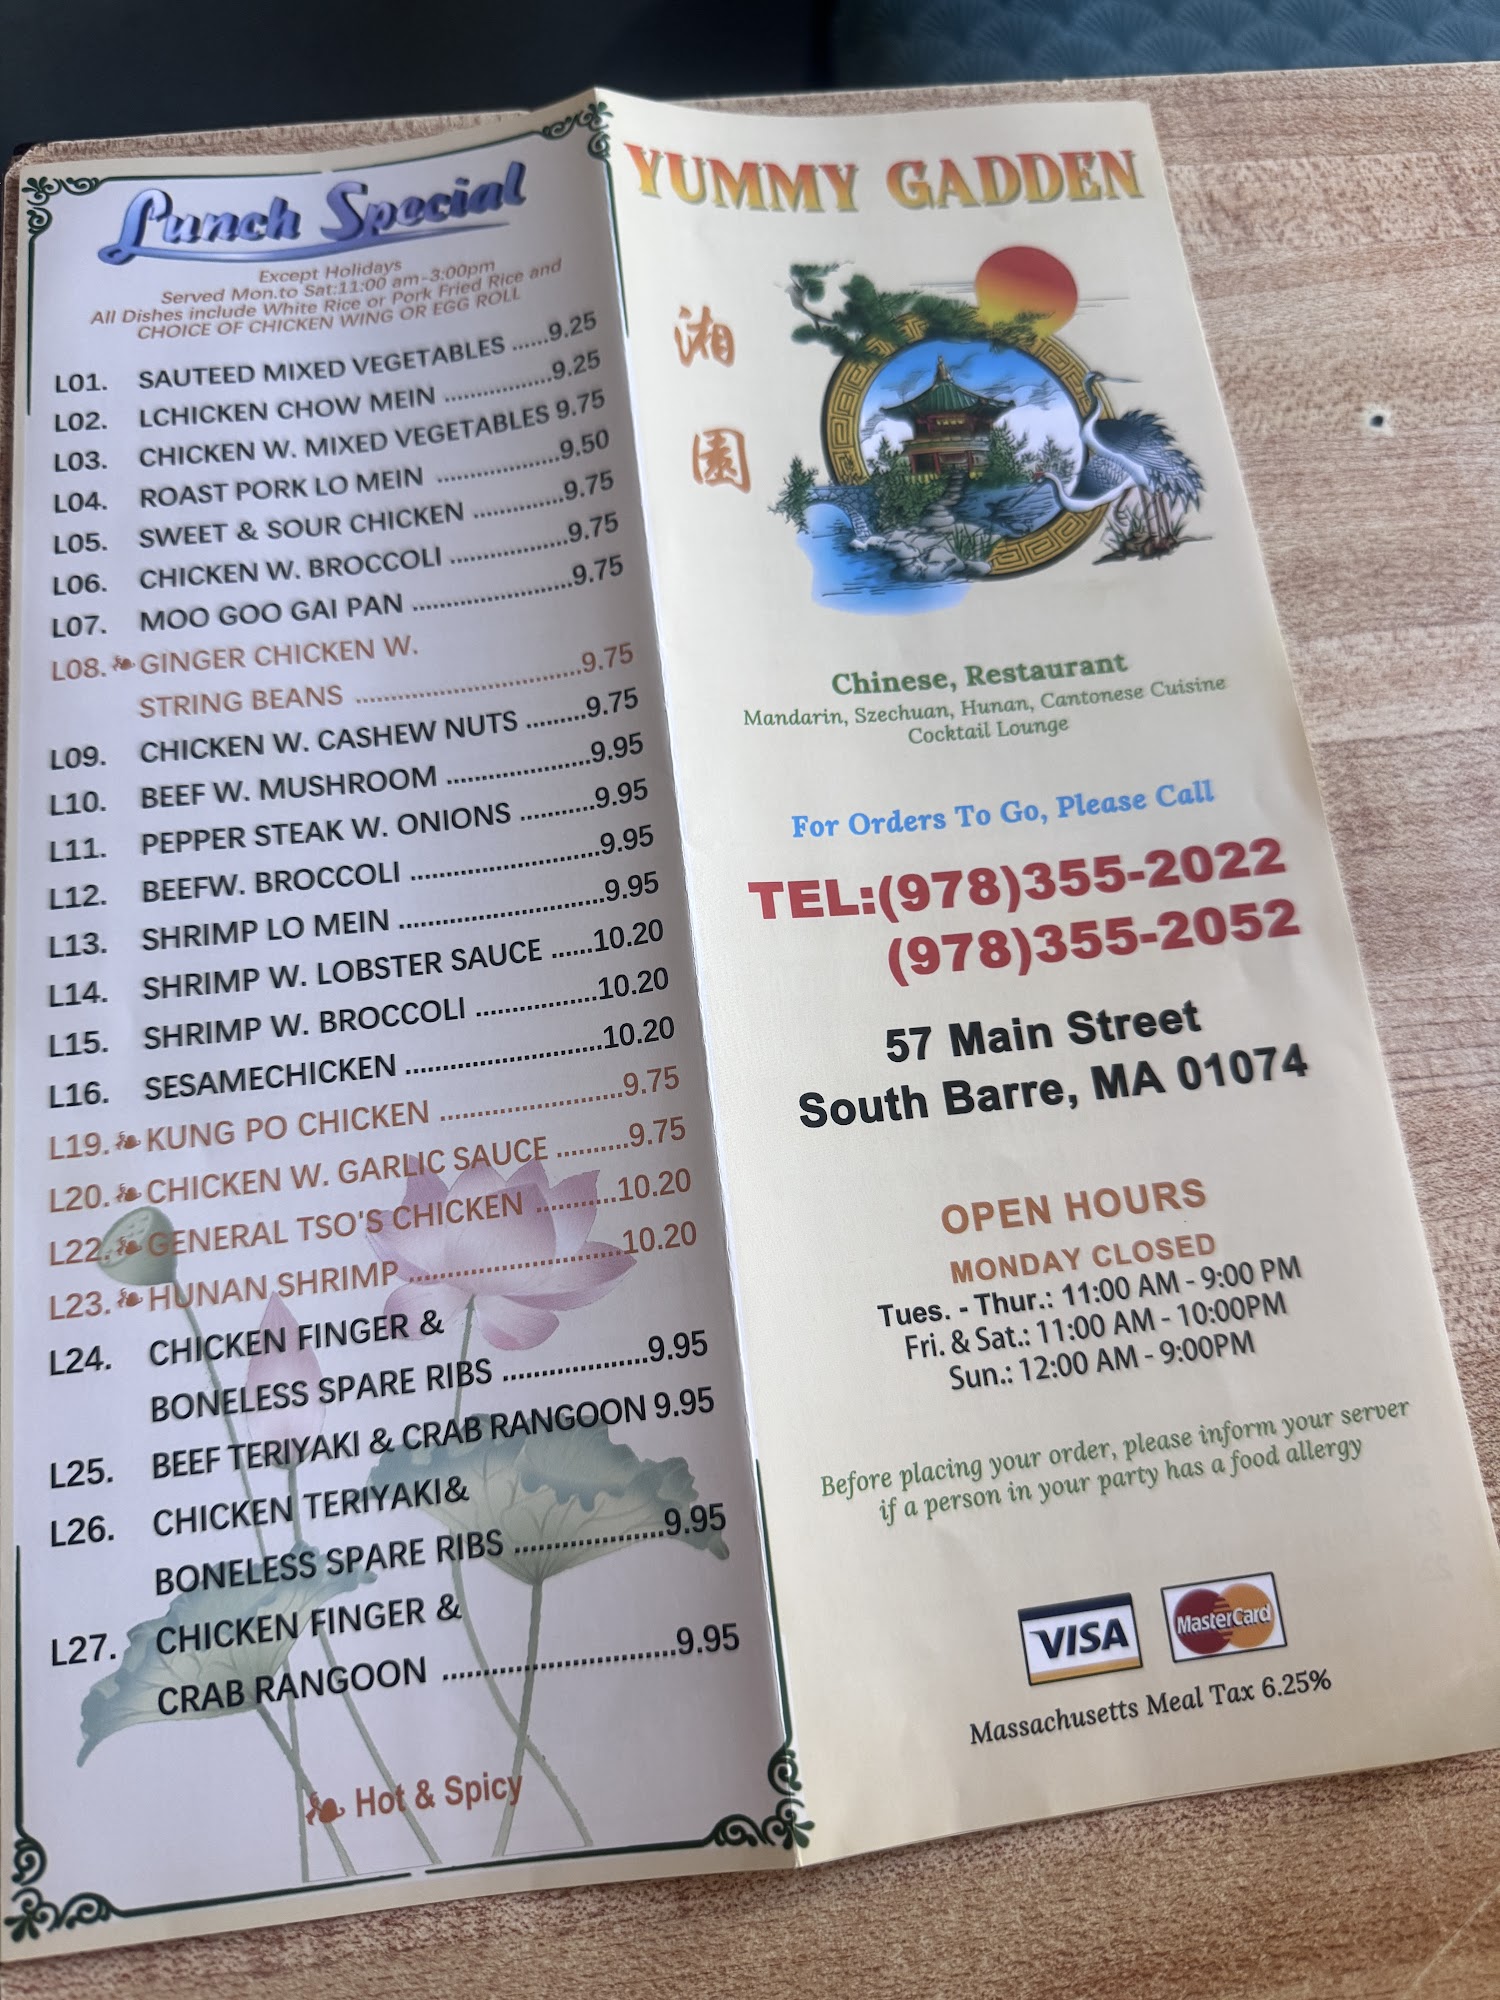 Lunch Special
Except Holidays
Served Mon.to Sat:11:00 am-3:00pm
All Dishes include White Rice or Pork Fried Rice and
CHOICE OF CHICKEN WING OR EGG ROLL
L01. SAUTEED MIXED VEGETABLES ......9.25
L02. LCHICKEN CHOW MEIN ..................9.25
L03. CHICKEN W. MIXED VEGETABLES 9.75
L04. ROAST PORK LO MEIN ....................9.50
L05. SWEET & SOUR CHICKEN ...............9.75
L06. CHICKEN W. BROCCOLI ...................9.75
L07. MOO GOO GAI PAN ..........................9.75
L08. GINGER CHICKEN W.
STRING BEANS ....................................9.75
L09. CHICKEN W. CASHEW NUTS .........9.75
L10. BEEF W. MUSHROOM ......................9.95
L11. PEPPER STEAK W. ONIONS ...........9.95
L12. BEEFW. BROCCOLI .............................9.95
L13. SHRIMP LO MEIN ...............................9.95
L14. SHRIMP W. LOBSTER SAUCE ......10.20
L15. SHRIMP W. BROCCOLI .................10.20
L16. SESAMECHICKEN ...........................10.20
L19. KUNG PO CHICKEN .........................9.75
L20. CHICKEN W. GARLIC SAUCE ..........9.75
L22. GENERAL TSO'S CHICKEN ...........10.20
L23. HUNAN SHRIMP .............................10.20
L24. CHICKEN FINGER &
BONELESS SPARE RIBS ...................9.95
L25. BEEF TERIYAKI & CRAB RANGOON 9.95
L26. CHICKEN TERIYAKI&
BONELESS SPARE RIBS ...................9.95
L27. CHICKEN FINGER &
CRAB RANGOON .............................9.95
Hot & Spicy
YUMMY GADDEN
湘
園
Chinese, Restaurant
Mandarin, Szechuan, Hunan, Cantonese Cuisine
Cocktail Lounge
For Orders To Go, Please Call
TEL:(978)355-2022
(978)355-2052
57 Main Street
South Barre, MA 01074
OPEN HOURS
MONDAY CLOSED
Tues. - Thur.: 11:00 AM - 9:00 PM
Fri. & Sat.: 11:00 AM - 10:00PM
Sun.: 12:00 AM - 9:00PM
Before placing your order, please inform your server
if a person in your party has a food allergy
VISA
MasterCard
Massachusetts Meal Tax 6.25%